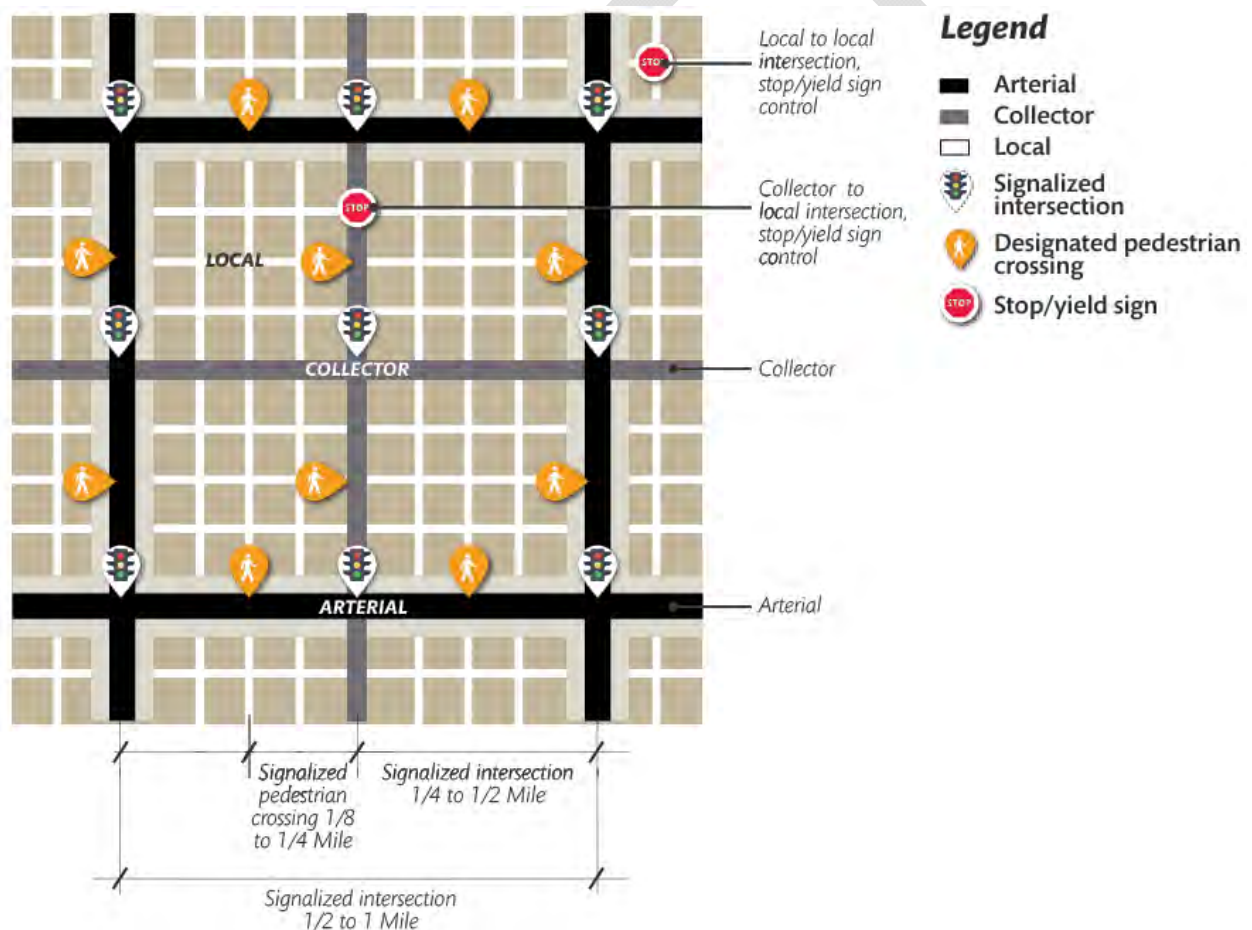 Legend
Arterial
Collector
Local
Signalized
intersection
Designated pedestrian
crossing
STOP
Stop/yield sign
STOP
Local to local
intersection,
stop/yield sign
control
STOP
Collector to
local intersection,
stop/yield sign
control
LOCAL
COLLECTOR
Collector
ARTERIAL
Arterial
Signalized
pedestrian
crossing 1/8
to 1/4 Mile
Signalized intersection
1/4 to 1/2 Mile
Signalized intersection
1/2 to 1 Mile